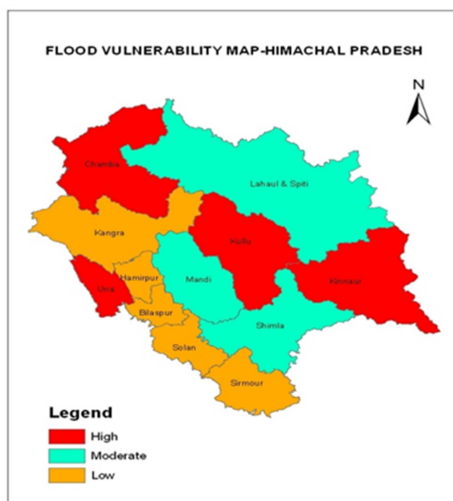 FLOOD VULNERABILITY MAP-HIMACHAL PRADESH
N
Chamba
Lahaul & Spiti
Kangra
Kullu
Kinnaur
Una
Hamirpur
Mandi
Bilaspur
Shimla
Solan
Sirmour
Legend
High
Moderate
Low